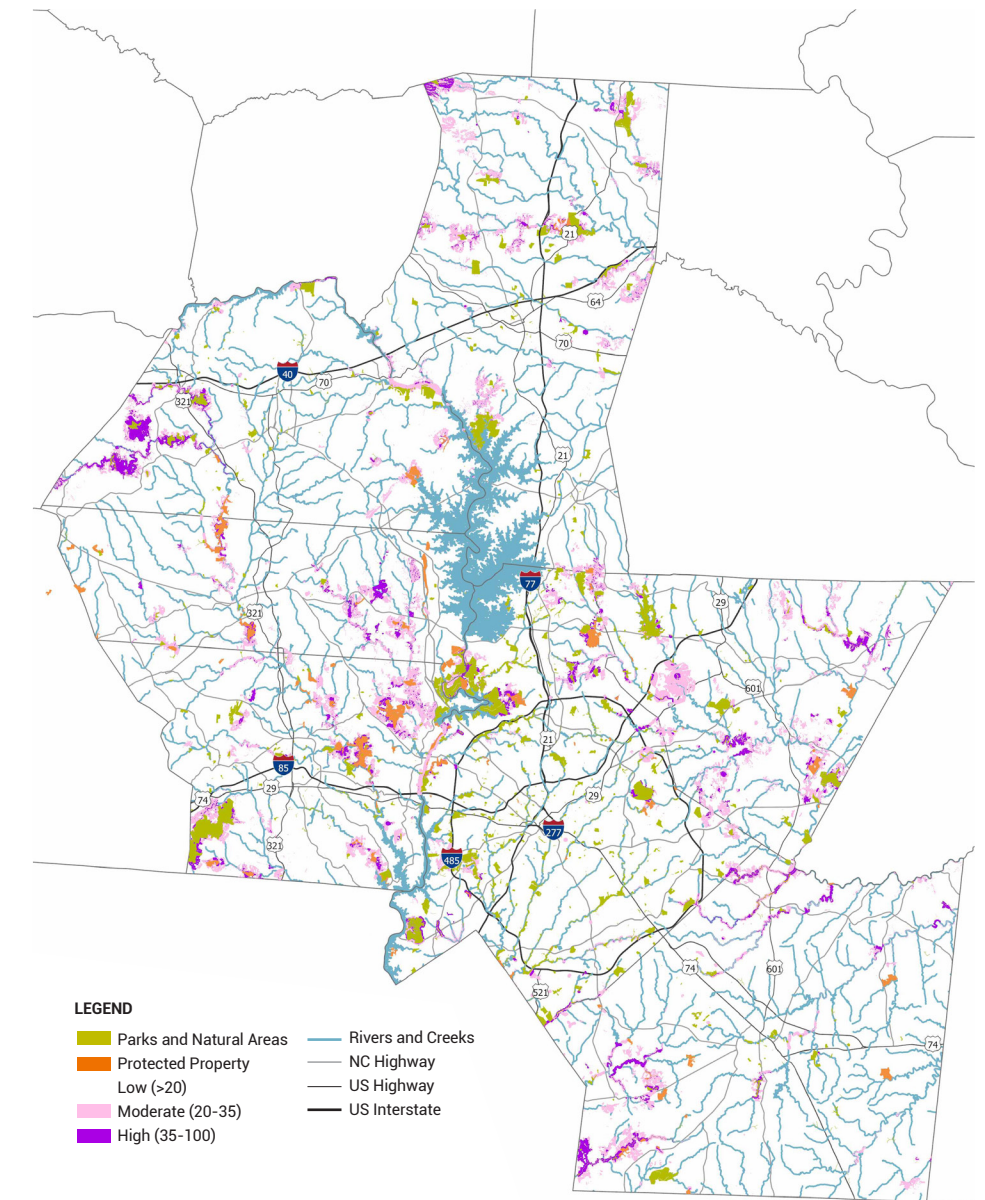 21
64
70
40
70
321
21
77
29
321
601
21
85
29
74
29
277
321
485
74
601
521
74
LEGEND
Parks and Natural Areas
Protected Property
Low (>20)
Moderate (20-35)
High (35-100)
Rivers and Creeks
NC Highway
US Highway
US Interstate